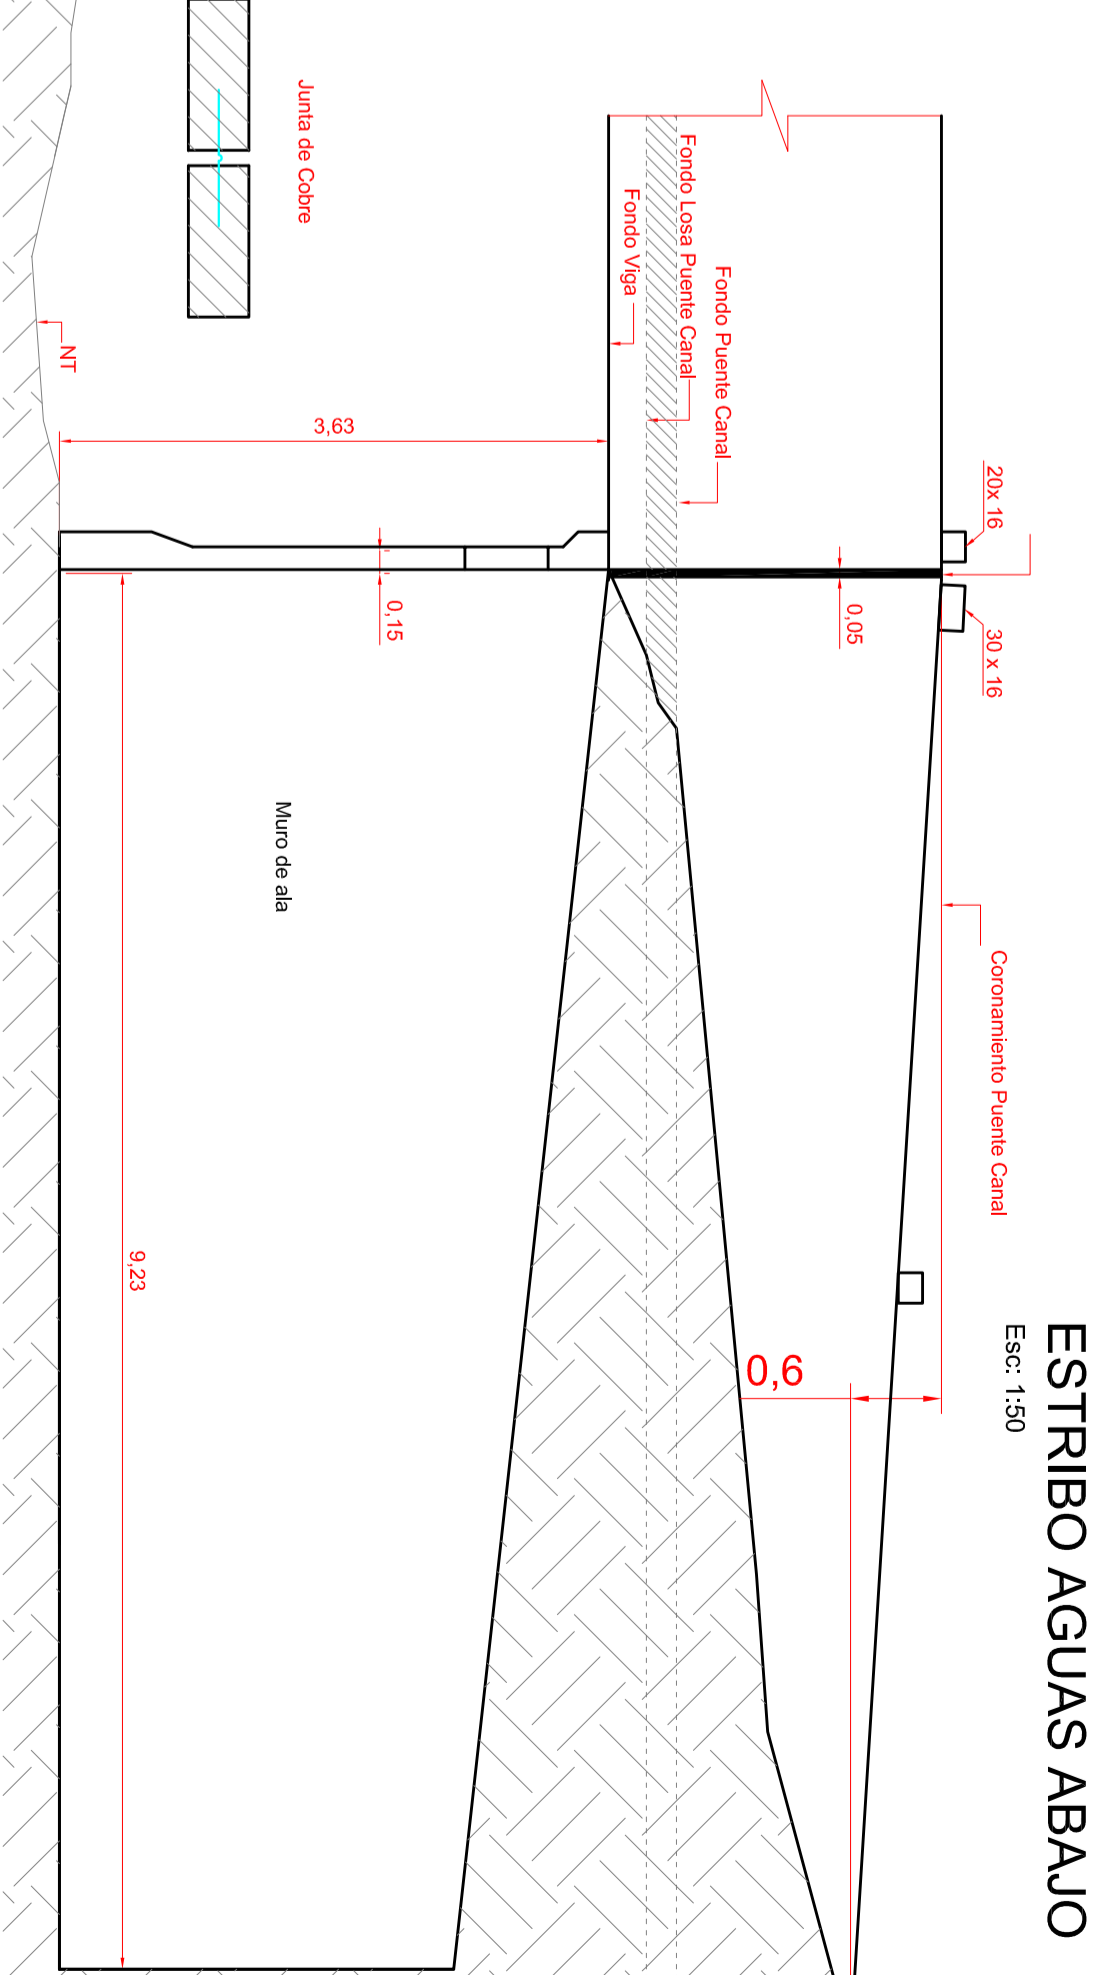 ESTRIBO AGUAS ABAJO
Esc: 1:50
20x 16
30 x 16
Coronamiento Puente Canal
0,05
0,6
Fondo Puente Canal
Fondo Losa Puente Canal
Fondo Viga
Junta de Cobre
3,63
0,15
Muro de ala
9,23
NT